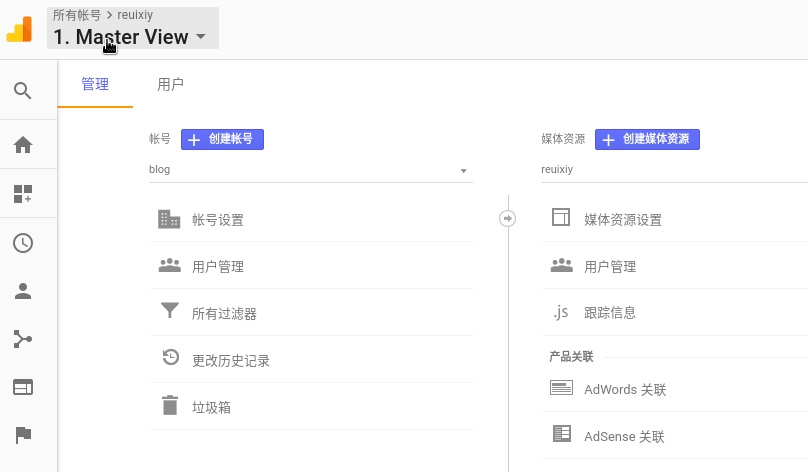 所有帐号 > reuixiy
1. Master View
管理
用户
帐号
+ 创建帐号
blog
帐号设置
用户管理
所有过滤器
更改历史记录
垃圾箱
媒体资源
+ 创建媒体资源
reuixiy
媒体资源设置
用户管理
.js 跟踪信息
产品关联
AdWords 关联
AdSense 关联